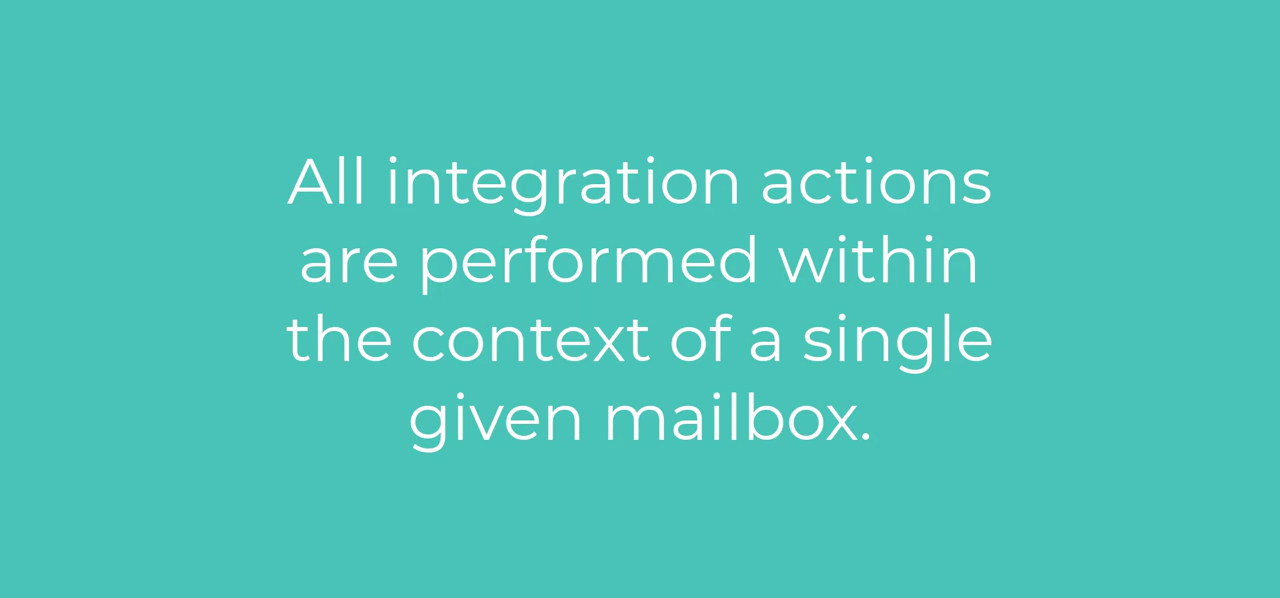 All integration actions
are performed within
the context of a single
given mailbox.